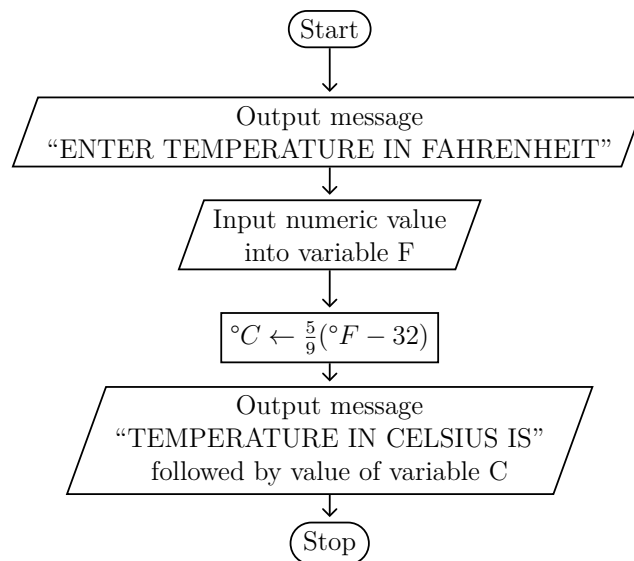 Start
Output message
“ENTER TEMPERATURE IN FAHRENHEIT”
Input numeric value
into variable F
°C ← 5/9(°F − 32)
Output message
“TEMPERATURE IN CELSIUS IS”
followed by value of variable C
Stop